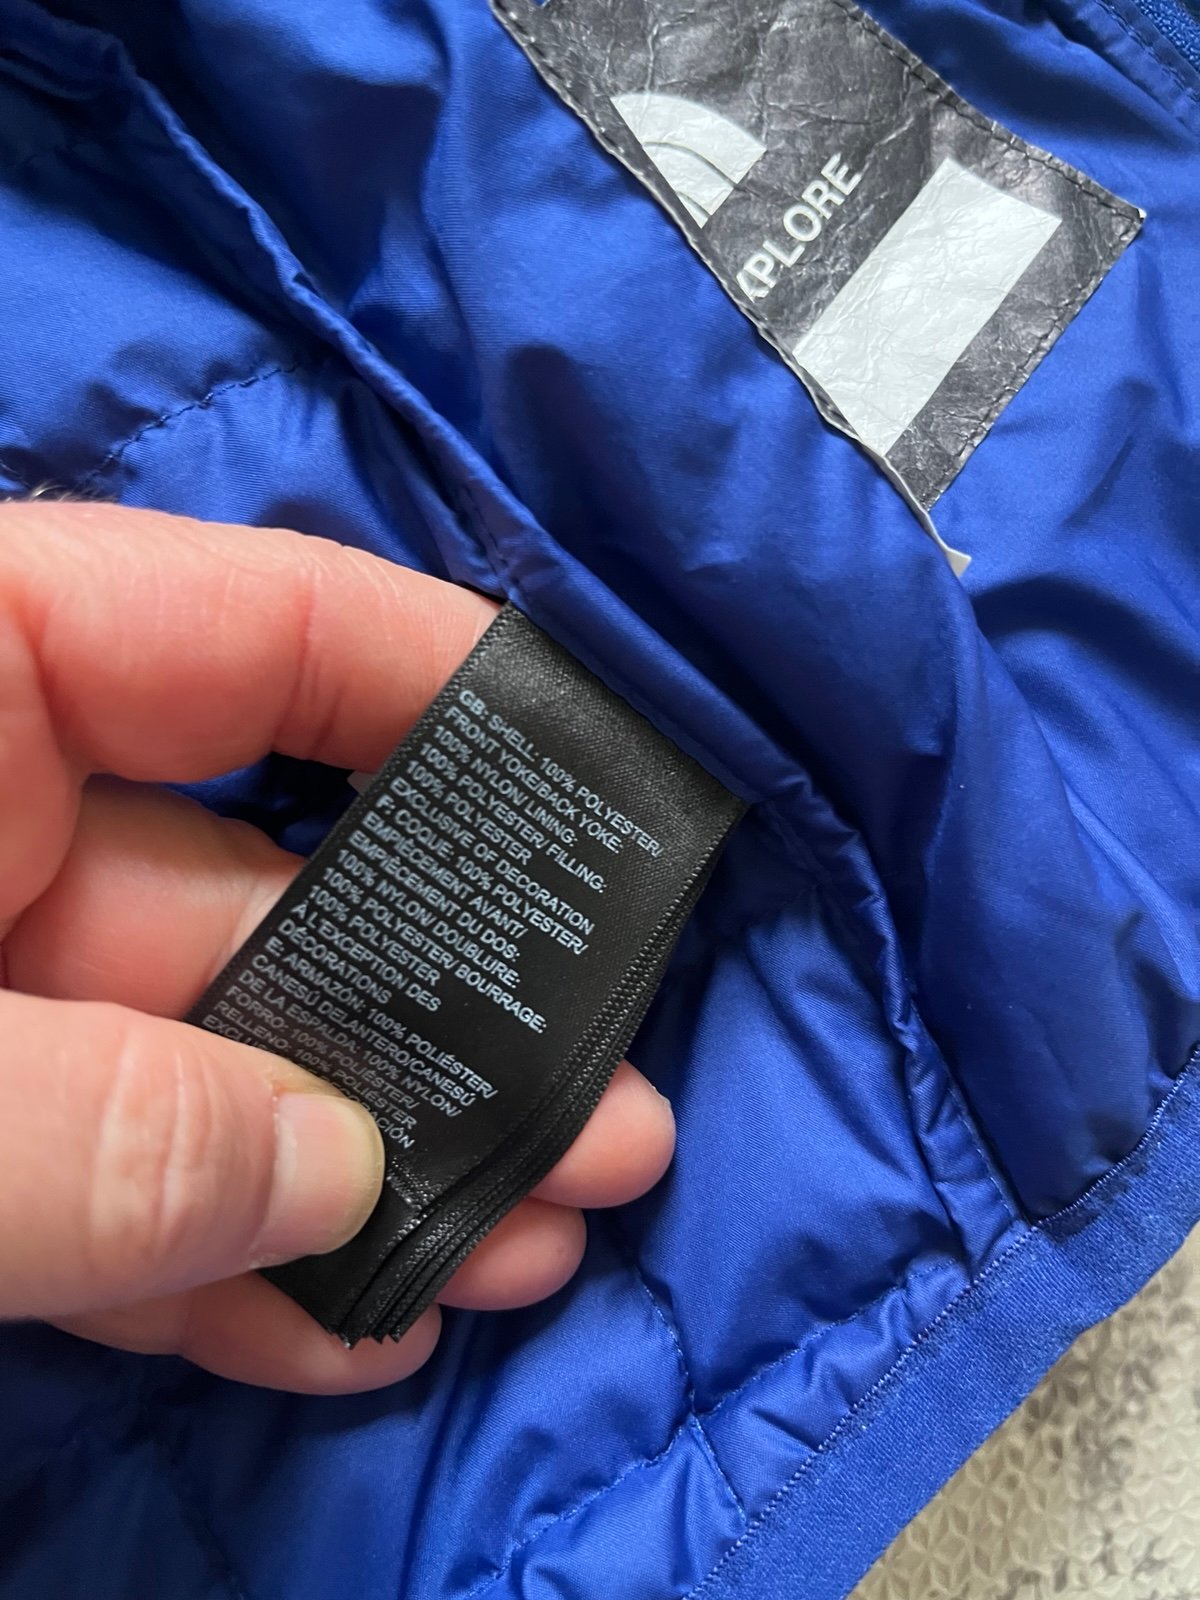 XPLORE
GB: SHELL: 100% POLYESTER/
FRONT YOKE/BACK YOKE
100% NYLON/ LINING:
100% POLYESTER/ FILLING:
100% POLYESTER
EXCLUSIVE OF DECORATION
F: COQUE: 100% POLYESTER/
EMPIÈCEMENT AVANT/
EMPIÈCEMENT DU DOS:
100% NYLON/ DOUBLURE:
100% POLYESTER/ BOURRAGE:
100% POLYESTER
À L'EXCEPTION DES
DÉCORATIONS
E: ARMAZÓN: 100% POLIÉSTER/
CANESÚ DELANTERO/CANESÚ
DE LA ESPALDA: 100% NYLON/
FORRO: 100% POLIÉSTER/
RELLENO: 100% POLIÉSTER